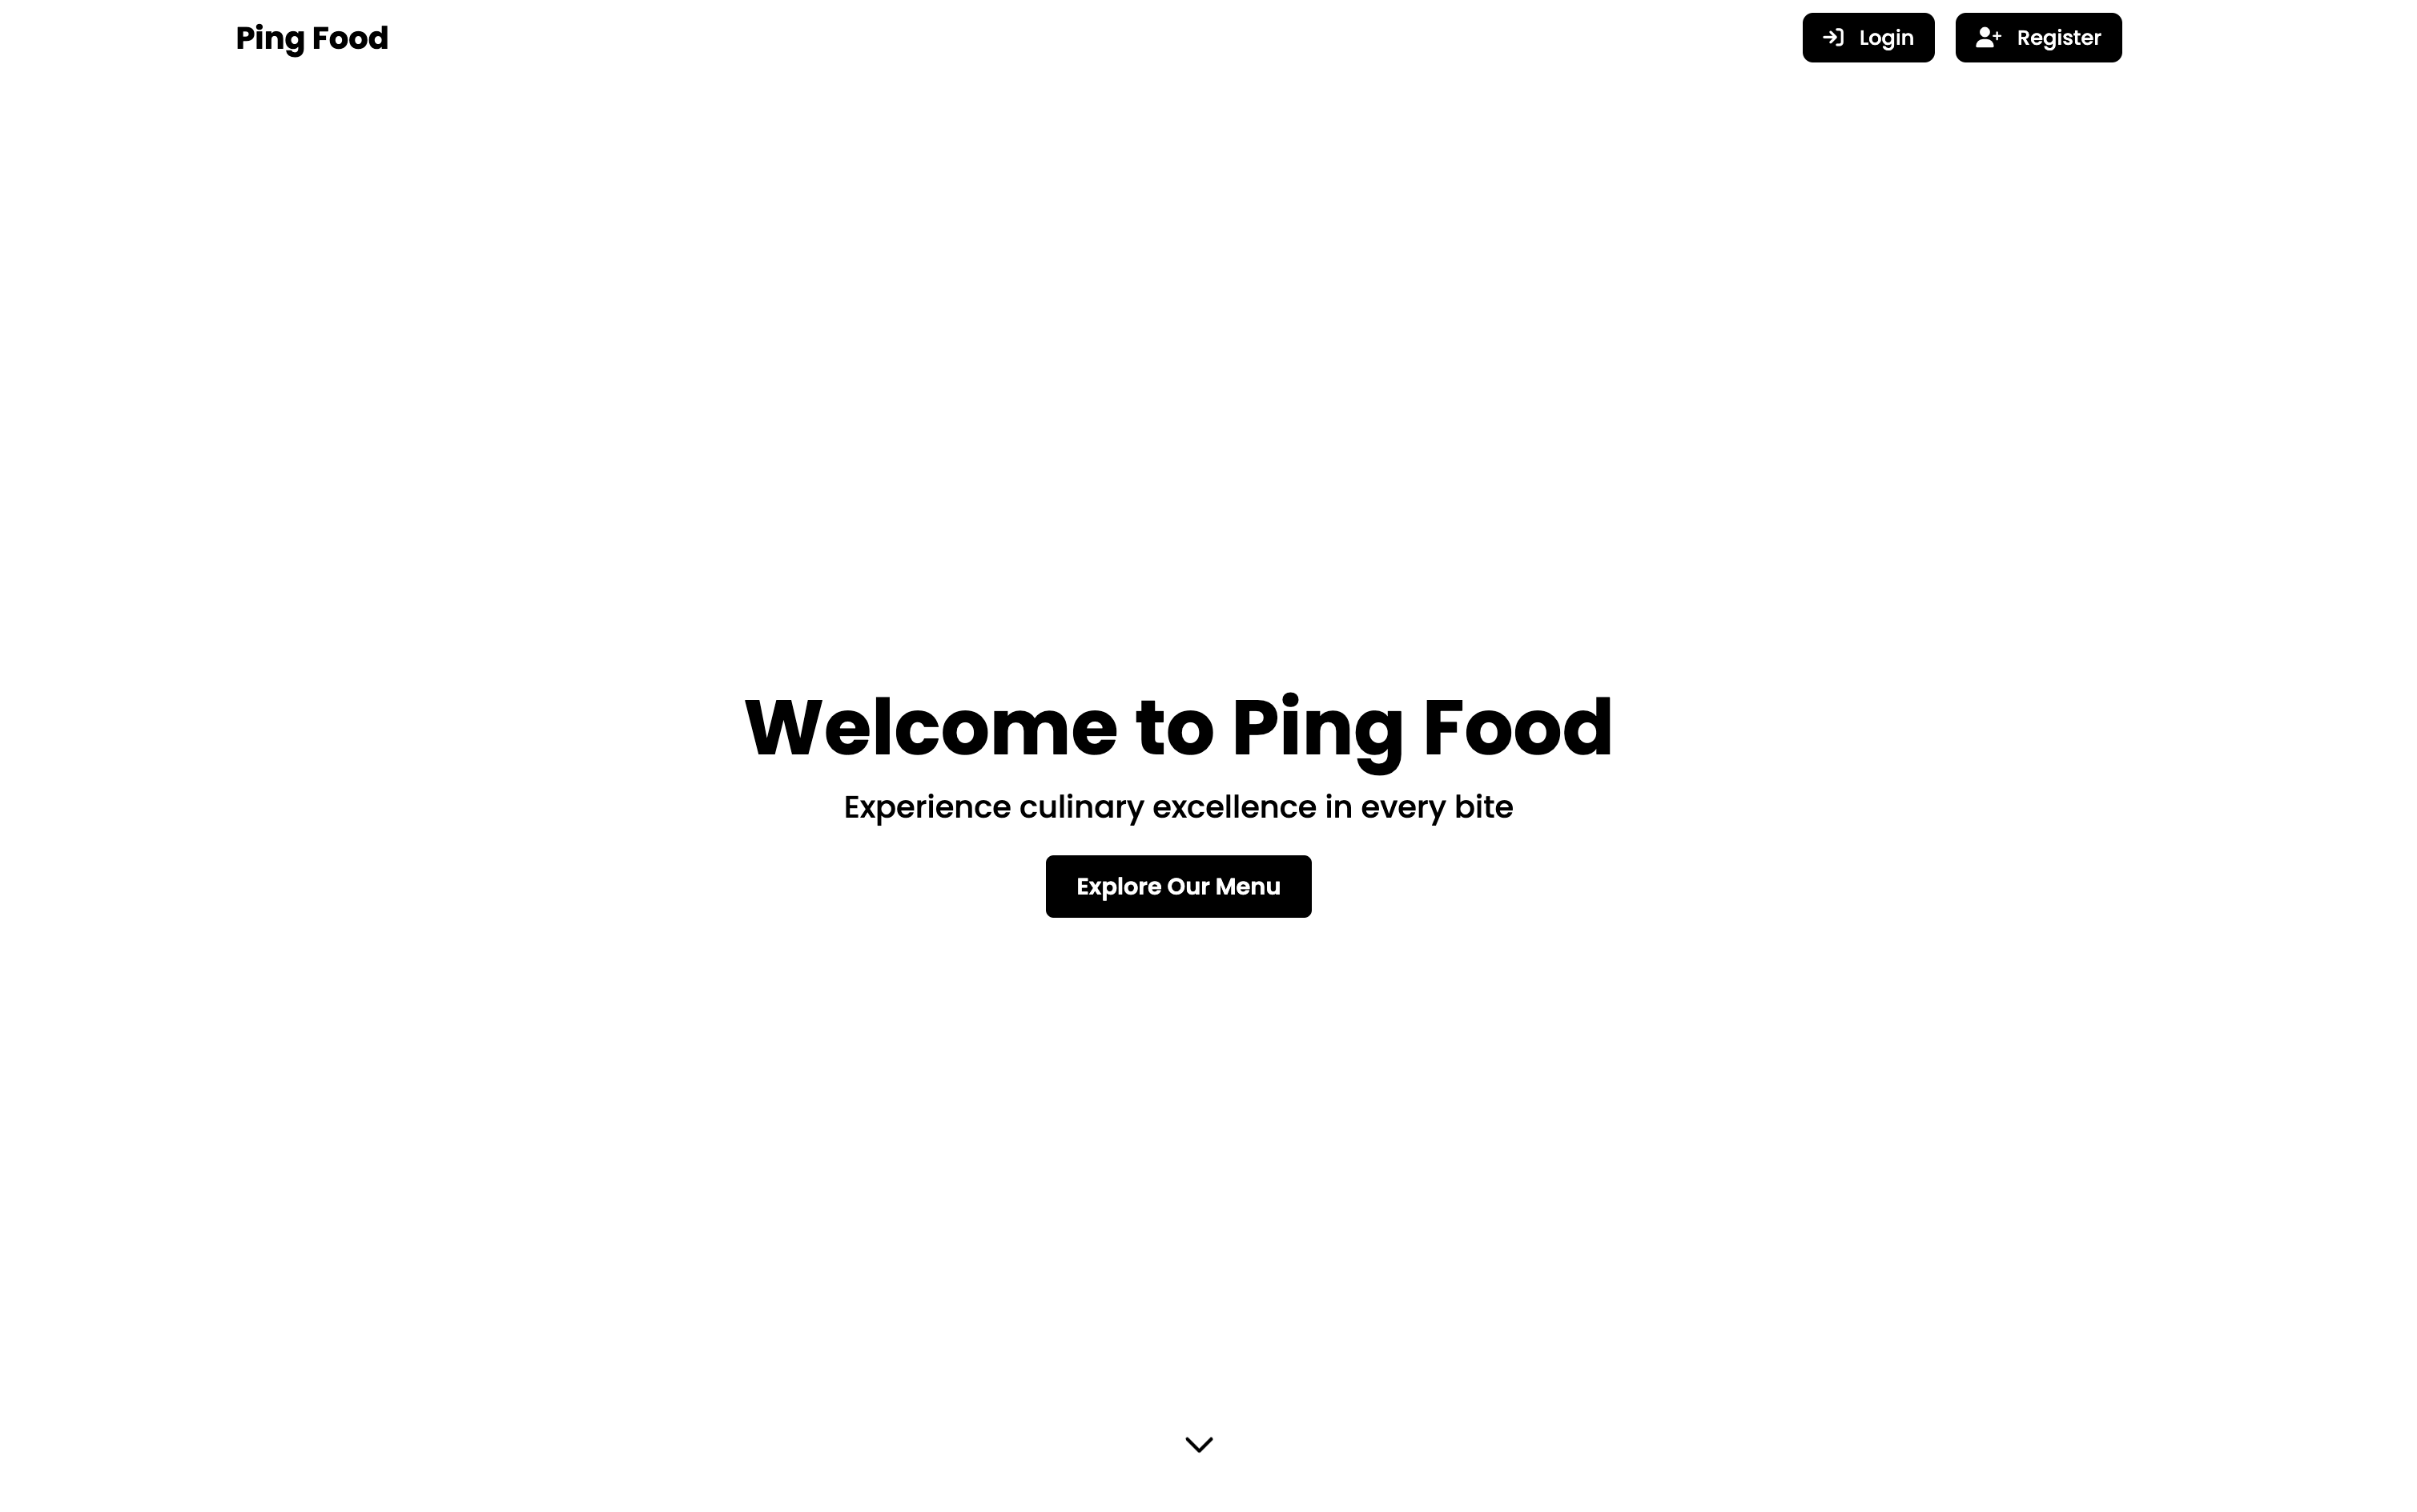 Ping Food
Login
Register
Welcome to Ping Food
Experience culinary excellence in every bite
Explore Our Menu